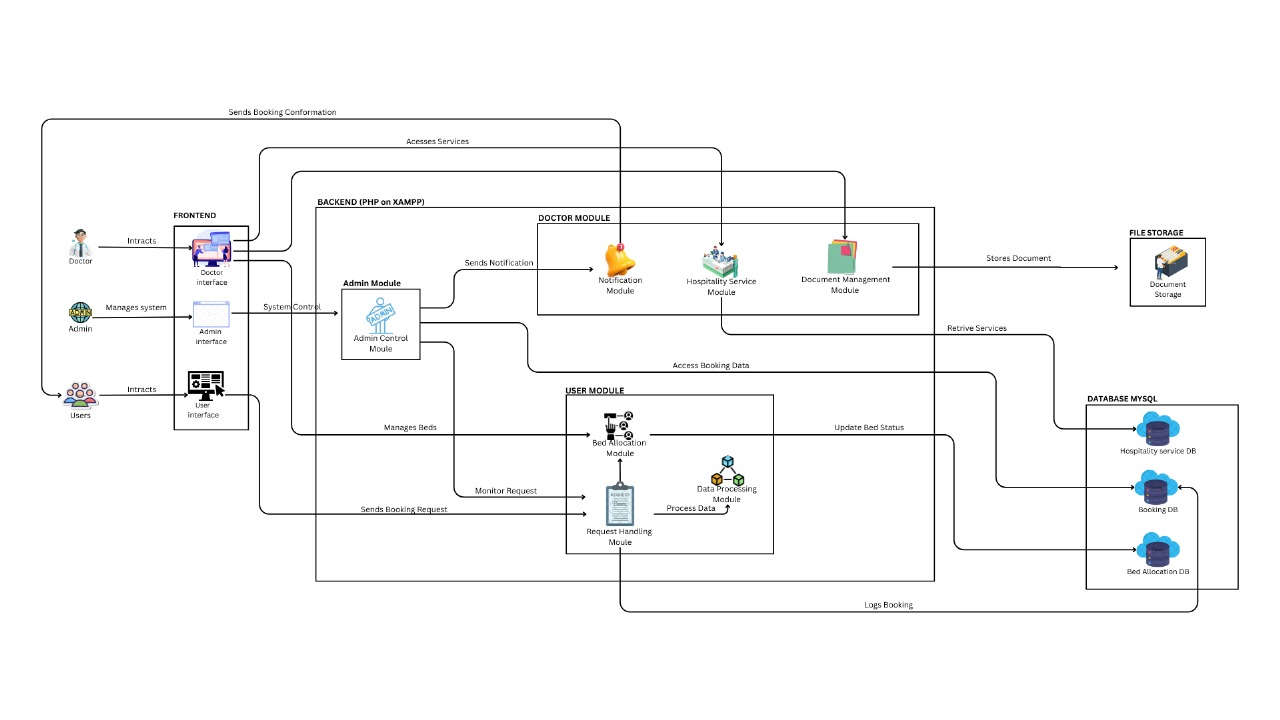 Sends Booking Conformation
Acesses Services
BACKEND (PHP on XAMPP)
FRONTEND
DOCTOR MODULE
FILE STORAGE
Intracts
Doctor
Doctor
interface
Sends Notification
Notification
Module
Hospitality Service
Module
Document Management
Module
Stores Document
Document
Storage
Admin Module
Manages system
ADMIN
Admin
Admin
interface
System Control
ADMIN
Admin Control
Moule
Retrive Services
Access Booking Data
Intracts
Users
User
interface
USER MODULE
DATABASE MYSQL
Manages Beds
Bed Allocation
Module
Update Bed Status
Hospitality service DB
Monitor Request
Data Processing
Module
Booking DB
Sends Booking Request
Process Data
Request Handling
Moule
Bed Allocation DB
Logs Booking